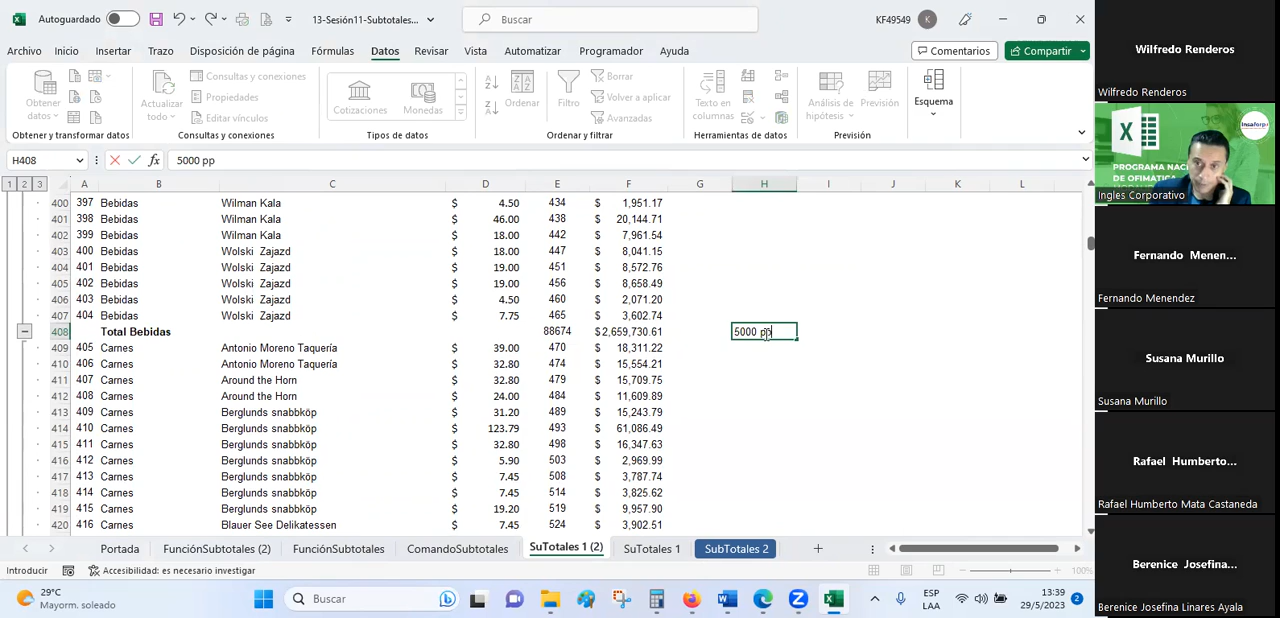 Autoguardado
13-Sesión11-Subtotales...
Buscar
KF49549
K
Archivo Inicio Insertar Trazo Disposición de página Fórmulas Datos Revisar Vista Automatizar Programador Ayuda
Comentarios
Compartir
Obtener datos
Actualizar todo
Consultas y conexiones
Propiedades
Editar vínculos
Cotizaciones
Monedas
Ordenar
Filtro
Borrar
Volver a aplicar
Avanzadas
Texto en columnas
Análisis de hipótesis
Previsión
Esquema
Obtener y transformar datos
Consultas y conexiones
Tipos de datos
Ordenar y filtrar
Herramientas de datos
Previsión
H408
fx
5000 pp
1 2 3
A B C D E F G H I J K L
400 397 Bebidas Wilman Kala $ 4.50 434 $ 1,951.17
401 398 Bebidas Wilman Kala $ 46.00 438 $ 20,144.71
402 399 Bebidas Wilman Kala $ 18.00 442 $ 7,961.54
403 400 Bebidas Wolski Zajazd $ 18.00 447 $ 8,041.15
404 401 Bebidas Wolski Zajazd $ 19.00 451 $ 8,572.76
405 402 Bebidas Wolski Zajazd $ 19.00 456 $ 8,658.49
406 403 Bebidas Wolski Zajazd $ 4.50 460 $ 2,071.20
407 404 Bebidas Wolski Zajazd $ 7.75 465 $ 3,602.74
408 Total Bebidas 88674 $2,659,730.61 5000 pp
409 405 Carnes Antonio Moreno Taquería $ 39.00 470 $ 18,311.22
410 406 Carnes Antonio Moreno Taquería $ 32.80 474 $ 15,554.21
411 407 Carnes Around the Horn $ 32.80 479 $ 15,709.75
412 408 Carnes Around the Horn $ 24.00 484 $ 11,609.89
413 409 Carnes Berglunds snabbköp $ 31.20 489 $ 15,243.79
414 410 Carnes Berglunds snabbköp $ 123.79 493 $ 61,086.49
415 411 Carnes Berglunds snabbköp $ 32.80 498 $ 16,347.63
416 412 Carnes Berglunds snabbköp $ 5.90 503 $ 2,969.99
417 413 Carnes Berglunds snabbköp $ 7.45 508 $ 3,787.74
418 414 Carnes Berglunds snabbköp $ 7.45 514 $ 3,825.62
419 415 Carnes Berglunds snabbköp $ 19.20 519 $ 9,957.90
420 416 Carnes Blauer See Delikatessen $ 7.45 524 $ 3,902.51
Portada FunciónSubtotales (2) FunciónSubtotales ComandoSubtotales SuTotales 1 (2) SuTotales 1 SubTotales 2
Introducir
Accesibilidad: es necesario investigar
100%
29°C
Mayorm. soleado
Buscar
ESP
LAA
13:39
29/5/2023
2
Wilfredo Renderos
Wilfredo Renderos
Insaforp
PROGRAMA NAC
DE OFIMÁTICA
Ingles Corporativo
Fernando Menen...
Fernando Menendez
Susana Murillo
Susana Murillo
Rafael Humberto...
Rafael Humberto Mata Castaneda
Berenice Josefina...
Berenice Josefina Linares Ayala